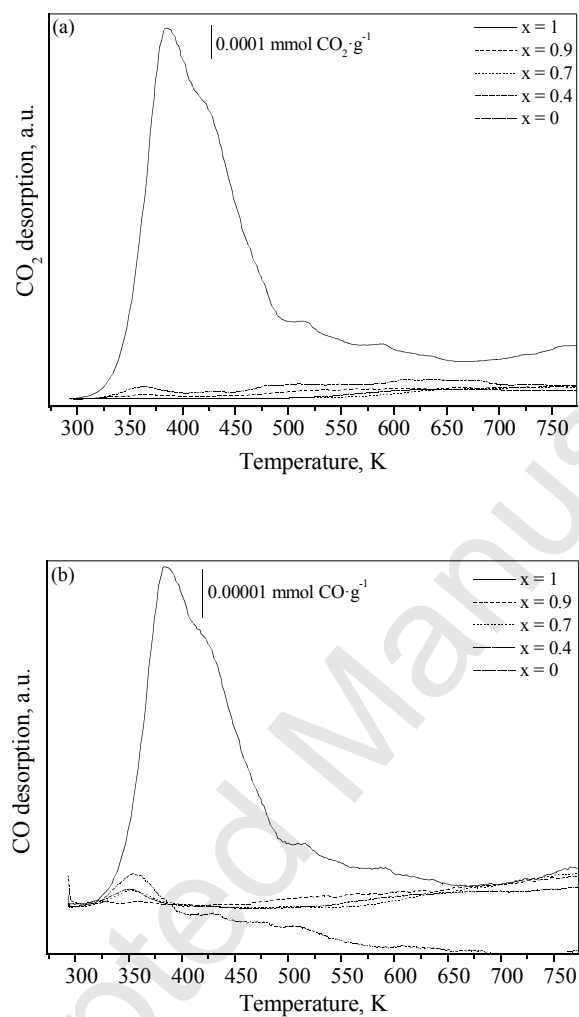 (a)
0.0001 mmol CO₂·g⁻¹
x = 1
x = 0.9
x = 0.7
x = 0.4
x = 0
CO₂ desorption, a.u.
300 350 400 450 500 550 600 650 700 750
Temperature, K
(b)
0.00001 mmol CO·g⁻¹
x = 1
x = 0.9
x = 0.7
x = 0.4
x = 0
CO desorption, a.u.
300 350 400 450 500 550 600 650 700 750
Temperature, K
pted Manus